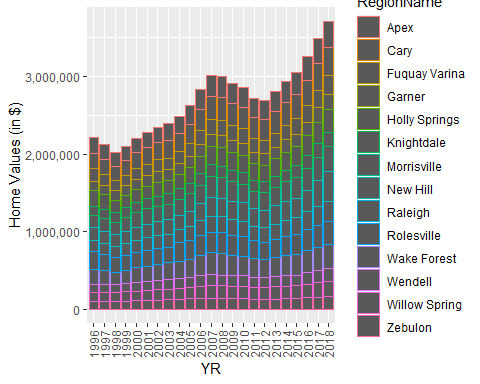 RegionName
Apex
Cary
Fuquay Varina
Garner
Holly Springs
Knightdale
Morrisville
New Hill
Raleigh
Rolesville
Wake Forest
Wendell
Willow Spring
Zebulon
Home Values (in $)
3,000,000
2,000,000
1,000,000
0
1996
1997
1998
1999
2000
2001
2002
2003
2004
2005
2006
2007
2008
2009
2010
2011
2012
2013
2014
2015
2016
2017
2018
YR